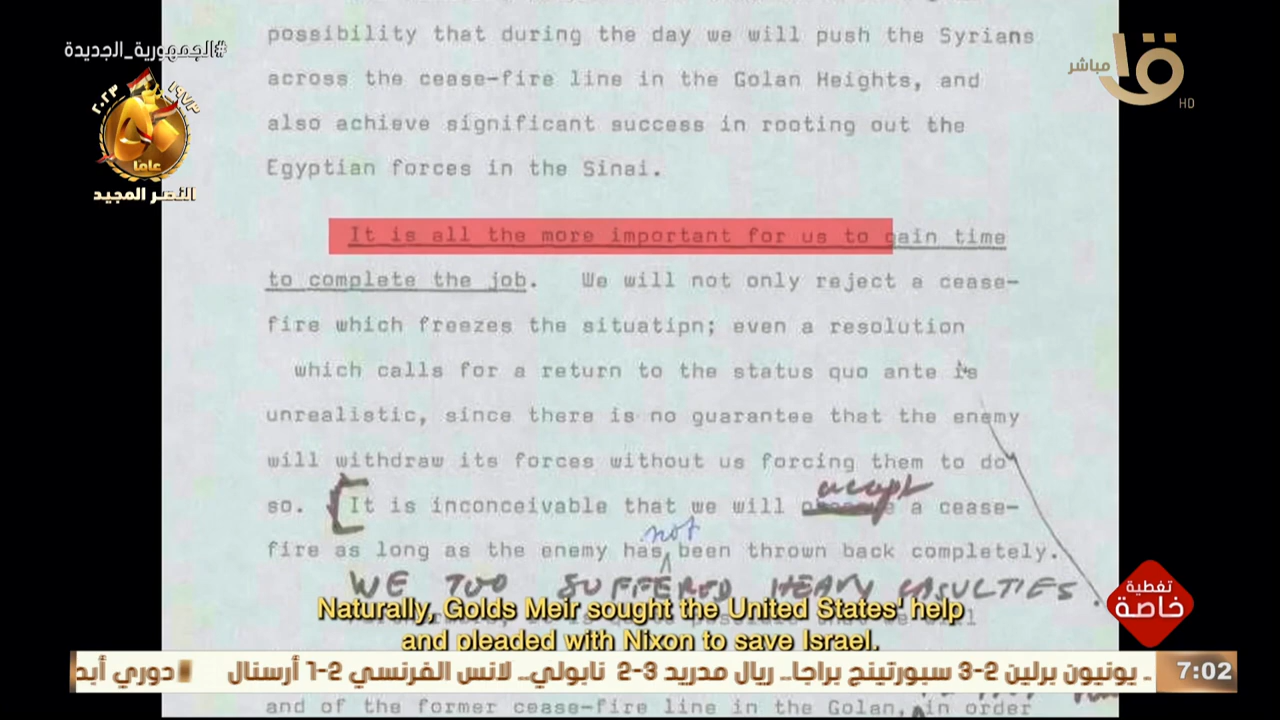 #الجمهورية_الجديدة
١٩٧٣
٢٠٢٣
٥٠
عامًا
النصر المجيد
مباشر
HD
possibility that during the day we will push the Syrians
across the cease-fire line in the Golan Heights, and
also achieve significant success in rooting out the
Egyptian forces in the Sinai.
It is all the more important for us to gain time
to complete the job. We will not only reject a cease-
fire which freezes the situatipn; even a resolution
which calls for a return to the status quo ante is
unrealistic, since there is no guarantee that the enemy
will withdraw its forces without us forcing them to do
accept
so. [It is inconceivable that we will a cease-
not
fire as long as the enemy has been thrown back completely.
WE TOO SUFFERED HEAVY CASULTIES.
Naturally, Golds Meir sought the United States' help
and pleaded with Nixon to save Israel.
تغطية
خاصة
.. يونيون برلين 2-3 سبورتينج براجا.. ريال مدريد 3-2 نابولي.. لانس الفرنسي 2-1 أرسنال
دوري أبد
7:02
and of the former cease-fire line in the Golan, in order